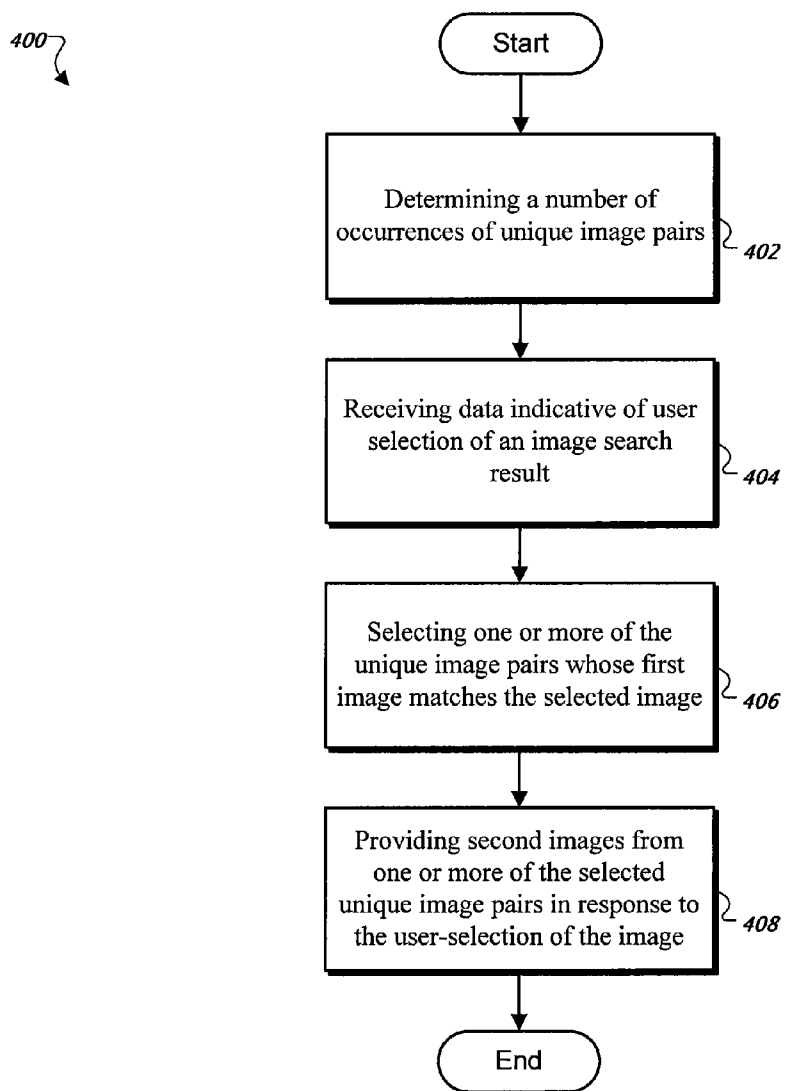 400
Start
Determining a number of
occurrences of unique image pairs
402
Receiving data indicative of user
selection of an image search
result
404
Selecting one or more of the
unique image pairs whose first
image matches the selected image
406
Providing second images from
one or more of the selected
unique image pairs in response to
the user-selection of the image
408
End